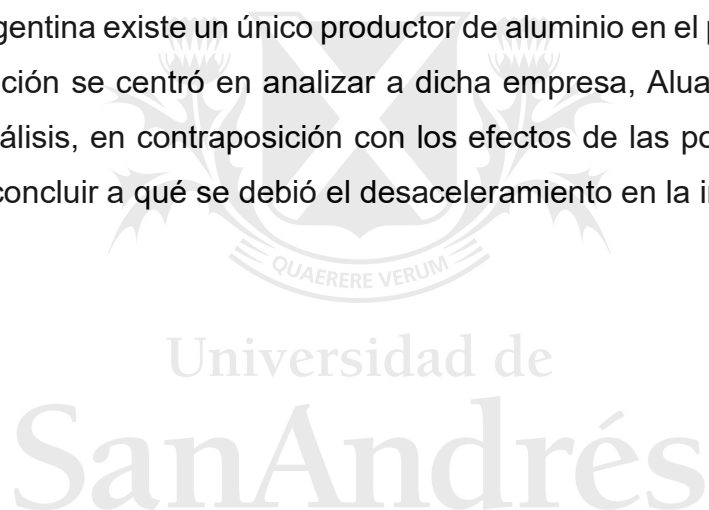 gentina existe un único productor de aluminio en el
ción se centró en analizar a dicha empresa, Alua
álisis, en contraposición con los efectos de las po
concluir a qué se debió el desaceleramiento en la i
QUAERERE VERUM
Universidad de
SanAndrés